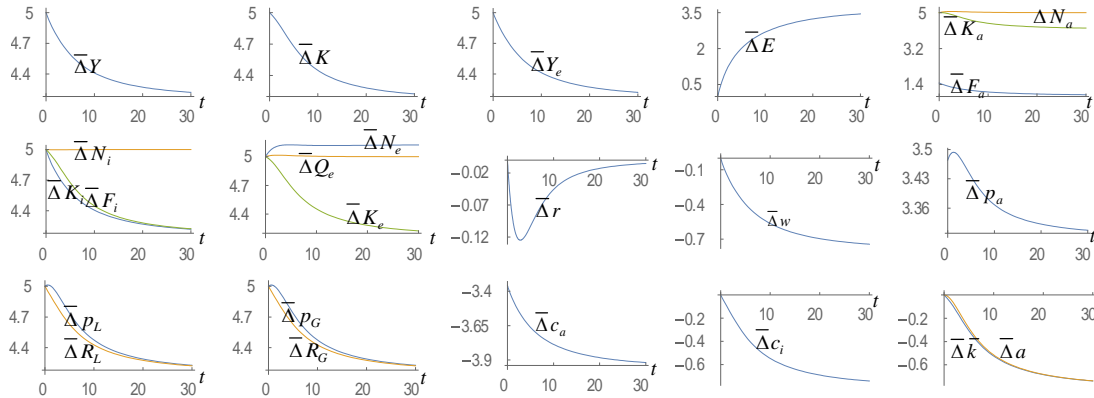 5 4.7 4.4 Δ̅Y 0 10 20 30 t
5 4.7 4.4 Δ̅K 0 10 20 30 t
5 4.7 4.4 Δ̅Y_e 0 10 20 30 t
3.5 2 0.5 Δ̅E 0 10 20 30 t
5 3.2 1.4 Δ N_a Δ̅K_a Δ̅F_a 0 10 20 30 t
5 4.7 4.4 Δ̅N_i Δ̅K_i Δ̅F_i 0 10 20 30 t
5 4.7 4.4 Δ̅N_e Δ̅Q_e Δ̅K_e 0 10 20 30 t
−0.02 −0.07 −0.12 Δ̅r 10 20 30 t
−0. −0.4 −0.7 Δ̅w 10 20 30 t
3.5 3.43 3.36 Δ̅p_a 0 10 20 30 t
5 4.7 4.4 Δ̅p_L Δ̅R_L 0 10 20 30 t
5 4.7 4.4 Δ̅p_G Δ̅R_G 0 10 20 30 t
−3.4 −3.65 −3.9 Δ̅c_a 0 10 20 30 t
−0.2 −0.4 −0.6 Δ̅c_i 0 10 20 30 t
−0.2 −0.4 −0.6 Δ̅k̅ Δ̅a 0 10 20 30 t